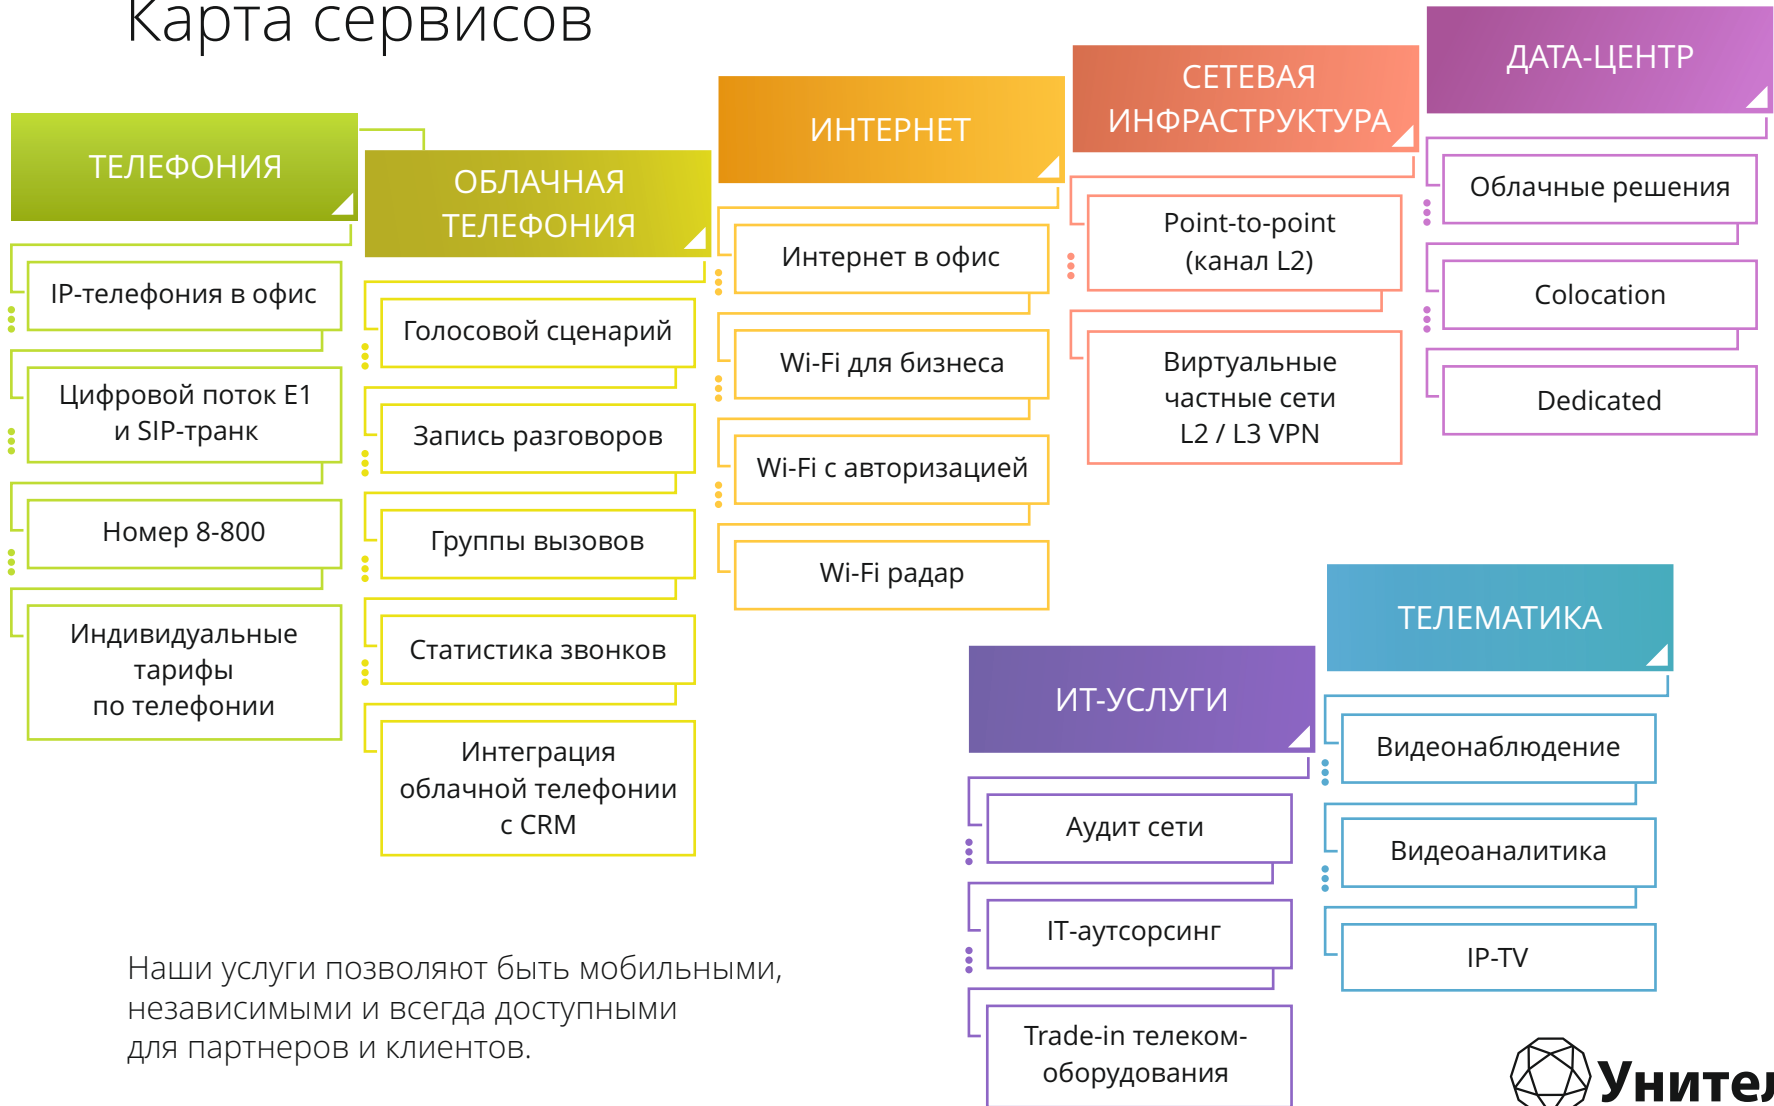 Карта сервисов
ТЕЛЕФОНИЯ
IP-телефония в офис
Цифровой поток E1
и SIP-транк
Номер 8-800
Индивидуальные
тарифы
по телефонии
ОБЛАЧНАЯ
ТЕЛЕФОНИЯ
Голосовой сценарий
Запись разговоров
Группы вызовов
Статистика звонков
Интеграция
облачной телефонии
с CRM
ИНТЕРНЕТ
Интернет в офис
Wi-Fi для бизнеса
Wi-Fi с авторизацией
Wi-Fi радар
СЕТЕВАЯ
ИНФРАСТРУКТУРА
Point-to-point
(канал L2)
Виртуальные
частные сети
L2 / L3 VPN
ДАТА-ЦЕНТР
Облачные решения
Colocation
Dedicated
ИТ-УСЛУГИ
Аудит сети
IT-аутсорсинг
Trade-in телеком-
оборудования
ТЕЛЕМАТИКА
Видеонаблюдение
Видеоаналитика
IP-TV
Наши услуги позволяют быть мобильными,
независимыми и всегда доступными
для партнеров и клиентов.
Унител